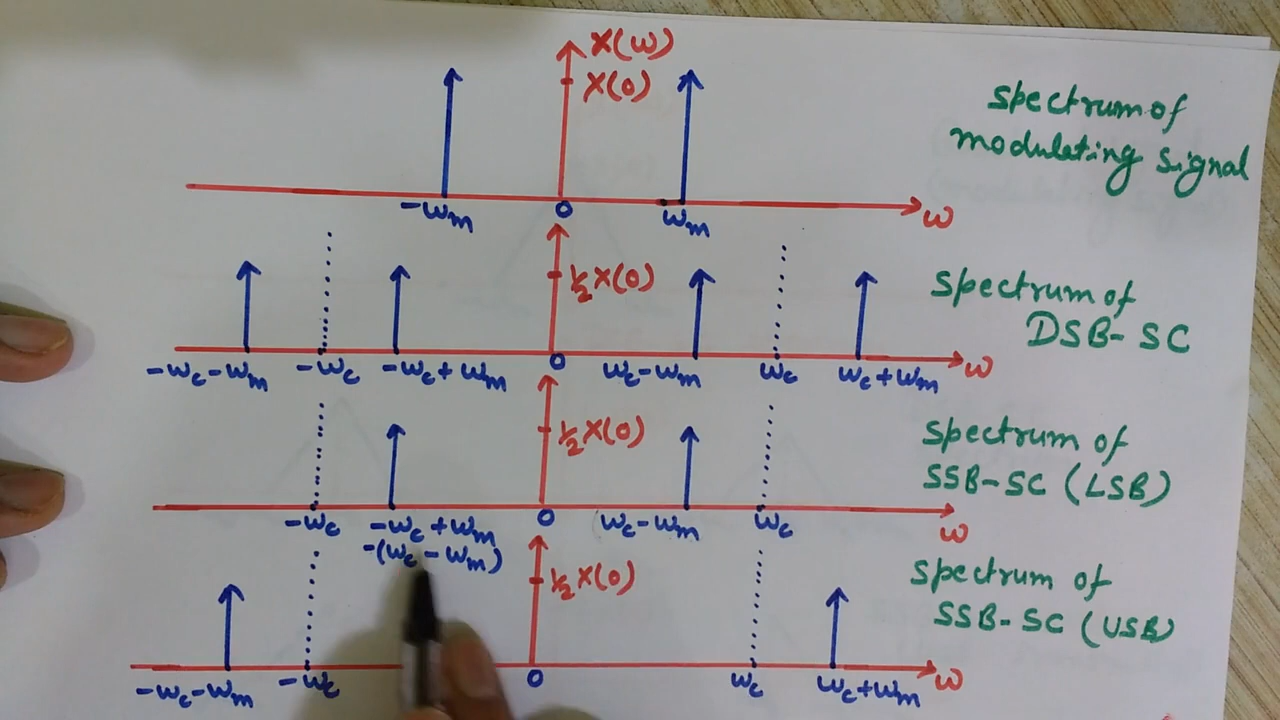 X(ω)
X(0)
spectrum of
modulating signal
-ωm 0 ωm ω
½X(0)
spectrum of
DSB-SC
-ωc-ωm -ωc -ωc+ωm 0 ωc-ωm ωc ωc+ωm ω
½X(0)
spectrum of
SSB-SC (LSB)
-ωc -ωc+ωm 0 ωc-ωm ωc ω
-(ωc-ωm)
½X(0)
spectrum of
SSB-SC (USB)
-ωc-ωm -ωc 0 ωc ωc+ωm ω